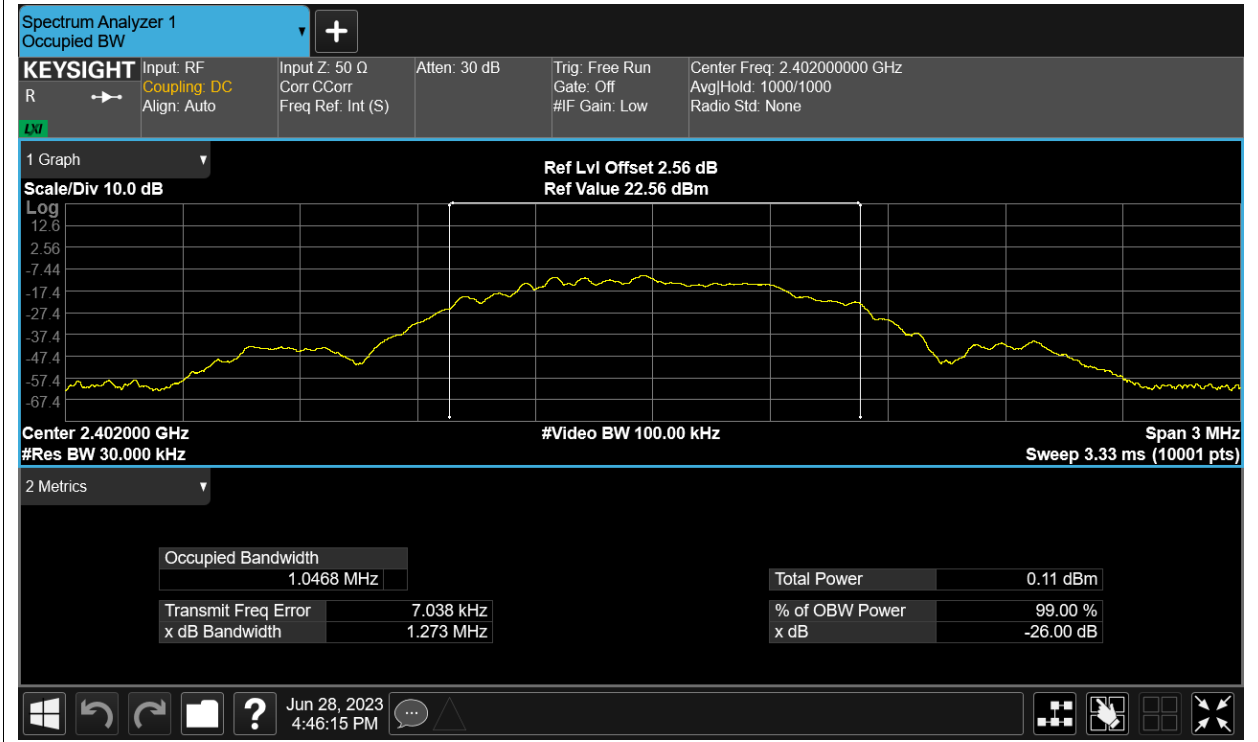 Spectrum Analyzer 1
Occupied BW
KEYSIGHT
R
LXI
Input: RF
Coupling: DC
Align: Auto
Input Z: 50 Ω
Corr CCorr
Freq Ref: Int (S)
Atten: 30 dB
Trig: Free Run
Gate: Off
#IF Gain: Low
Center Freq: 2.402000000 GHz
Avg|Hold: 1000/1000
Radio Std: None
1 Graph
Scale/Div 10.0 dB
Ref Lvl Offset 2.56 dB
Ref Value 22.56 dBm
Log
12.6
2.56
-7.44
-17.4
-27.4
-37.4
-47.4
-57.4
-67.4
Center 2.402000 GHz
#Res BW 30.000 kHz
#Video BW 100.00 kHz
Span 3 MHz
Sweep 3.33 ms (10001 pts)
2 Metrics
Occupied Bandwidth
1.0468 MHz
Transmit Freq Error 7.038 kHz
x dB Bandwidth 1.273 MHz
Total Power 0.11 dBm
% of OBW Power 99.00 %
x dB -26.00 dB
?
Jun 28, 2023
4:46:15 PM